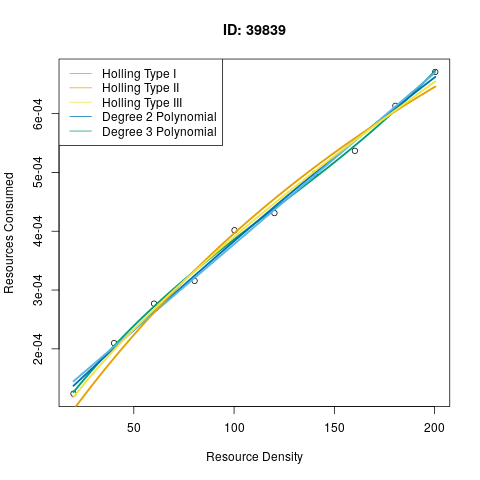 ID: 39839
Holling Type I
Holling Type II
Holling Type III
Degree 2 Polynomial
Degree 3 Polynomial
Resources Consumed
6e-04
5e-04
4e-04
3e-04
2e-04
50 100 150 200
Resource Density